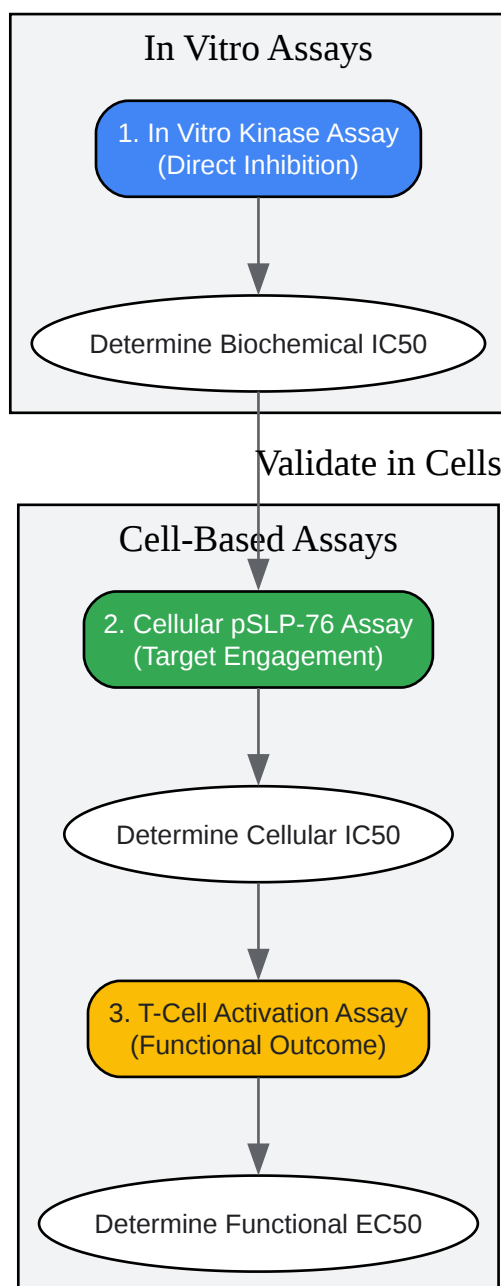 In Vitro Assays
1. In Vitro Kinase Assay
(Direct Inhibition)
Determine Biochemical IC50
Validate in Cells
Cell-Based Assays
2. Cellular pSLP-76 Assay
(Target Engagement)
Determine Cellular IC50
3. T-Cell Activation Assay
(Functional Outcome)
Determine Functional EC50